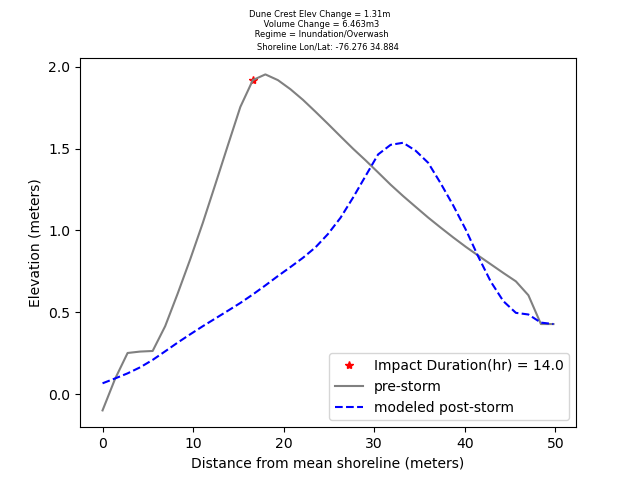 Dune Crest Elev Change = 1.31m
Volume Change = 6.463m3
Regime = Inundation/Overwash
Shoreline Lon/Lat: -76.276 34.884
2.0
1.5
1.0
0.5
0.0
Elevation (meters)
Impact Duration(hr) = 14.0
pre-storm
modeled post-storm
0 10 20 30 40 50
Distance from mean shoreline (meters)